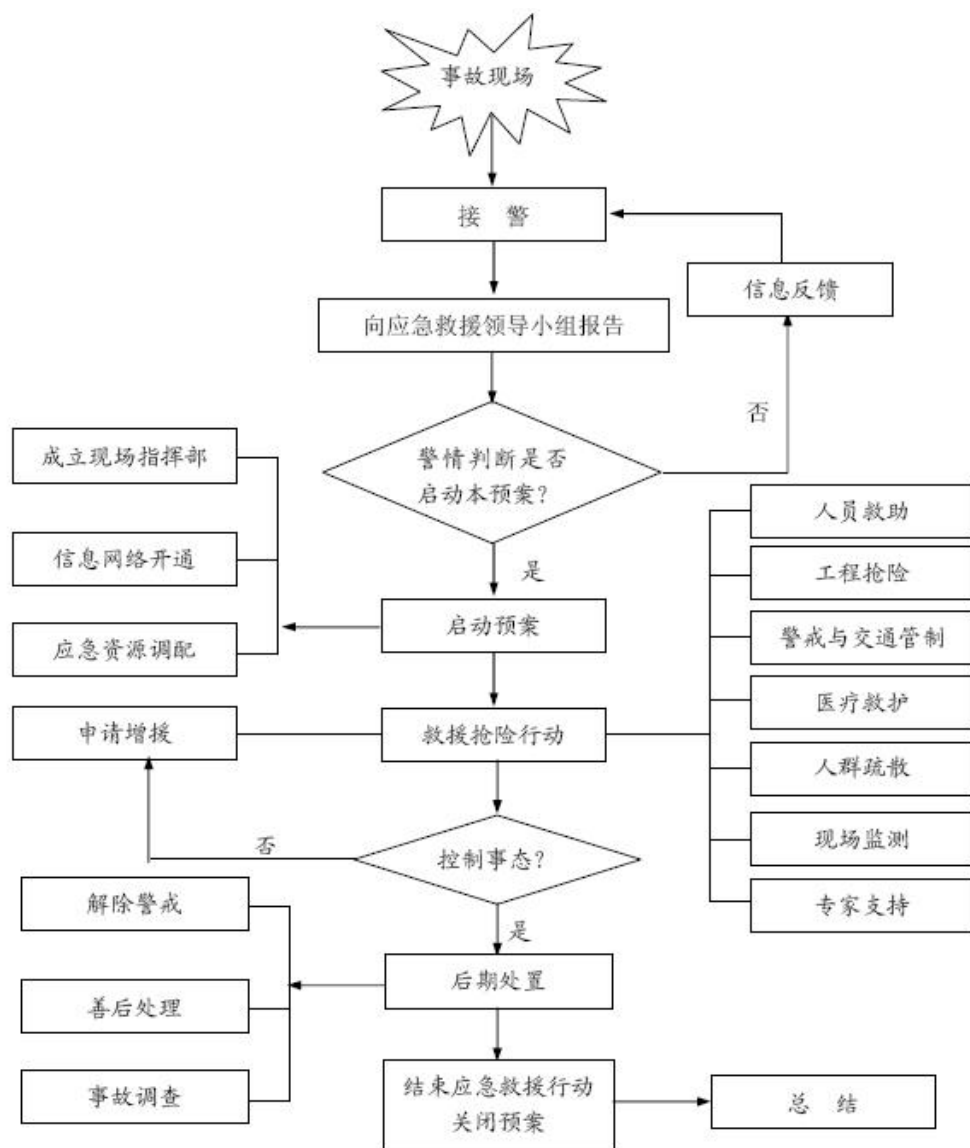 事故现场
接　警
信息反馈
向应急救援领导小组报告
否
成立现场指挥部
警情判断是否
启动本预案?
人员救助
信息网络开通
是
工程抢险
启动预案
应急资源调配
警戒与交通管制
申请增援
救援抢险行动
医疗救护
人群疏散
否
控制事态?
现场监测
解除警戒
专家支持
是
后期处置
善后处理
事故调查
结束应急救援行动
关闭预案
总　结